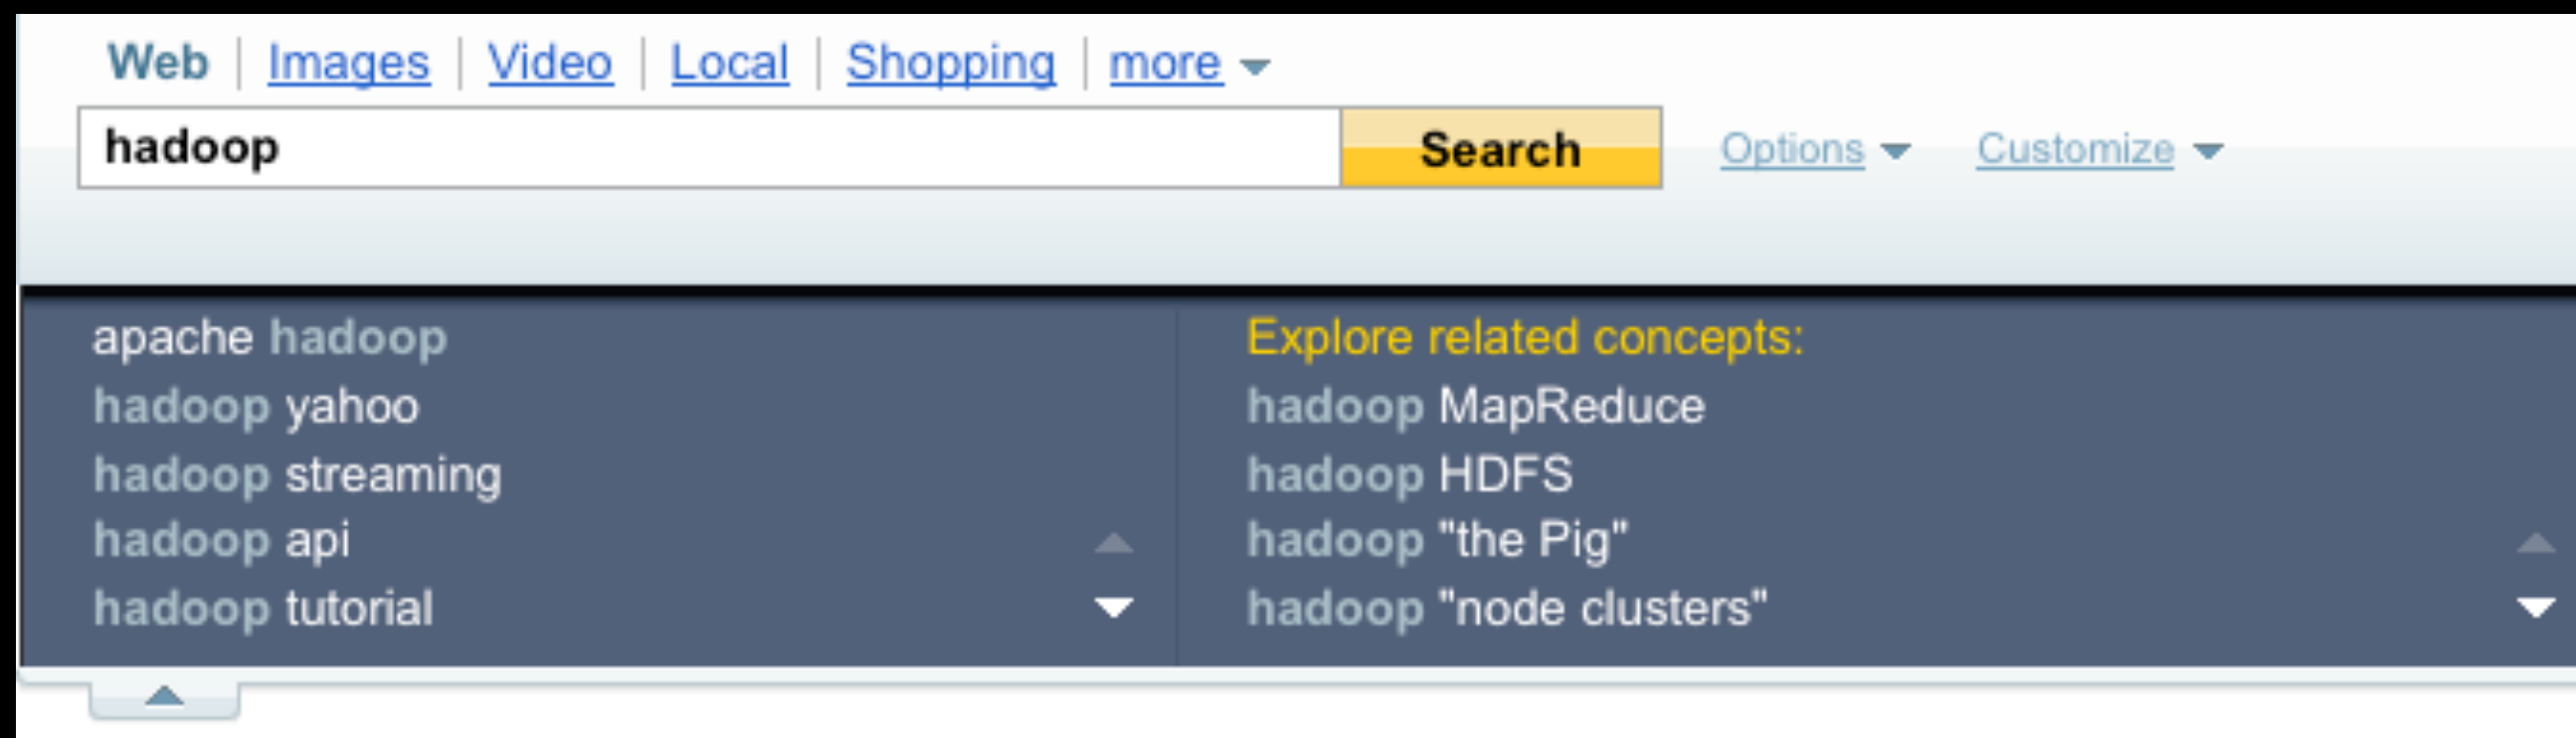 Web Images Video Local Shopping more
hadoop Search Options Customize
apache hadoop
hadoop yahoo
hadoop streaming
hadoop api
hadoop tutorial
Explore related concepts:
hadoop MapReduce
hadoop HDFS
hadoop "the Pig"
hadoop "node clusters"